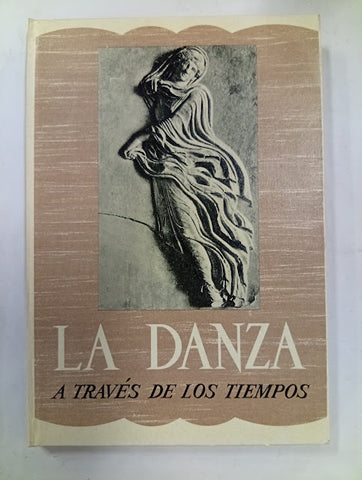 LA DANZA
A TRAVÉS DE LOS TIEMPOS